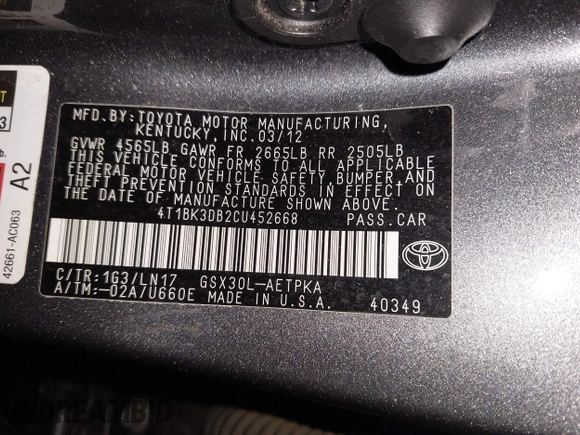 MFD.BY:TOYOTA MOTOR MANUFACTURING,
KENTUCKY, INC. 03/12
GVWR 4565LB GAWR FR 2665LB RR 2505LB
THIS VEHICLE CONFORMS TO ALL APPLICABLE
FEDERAL MOTOR VEHICLE SAFETY, BUMPER, AND
THEFT PREVENTION STANDARDS IN EFFECT ON
THE DATE OF MANUFACTURE SHOWN ABOVE.
4T1BK3DB2CU452668 PASS.CAR
TOYOTA
C/TR:1G3/LN17 GSX30L-AETPKA
A/TM:-02A/U660E MADE IN U.S.A.
40349
A2
42661-AC063
3
DREAMBID